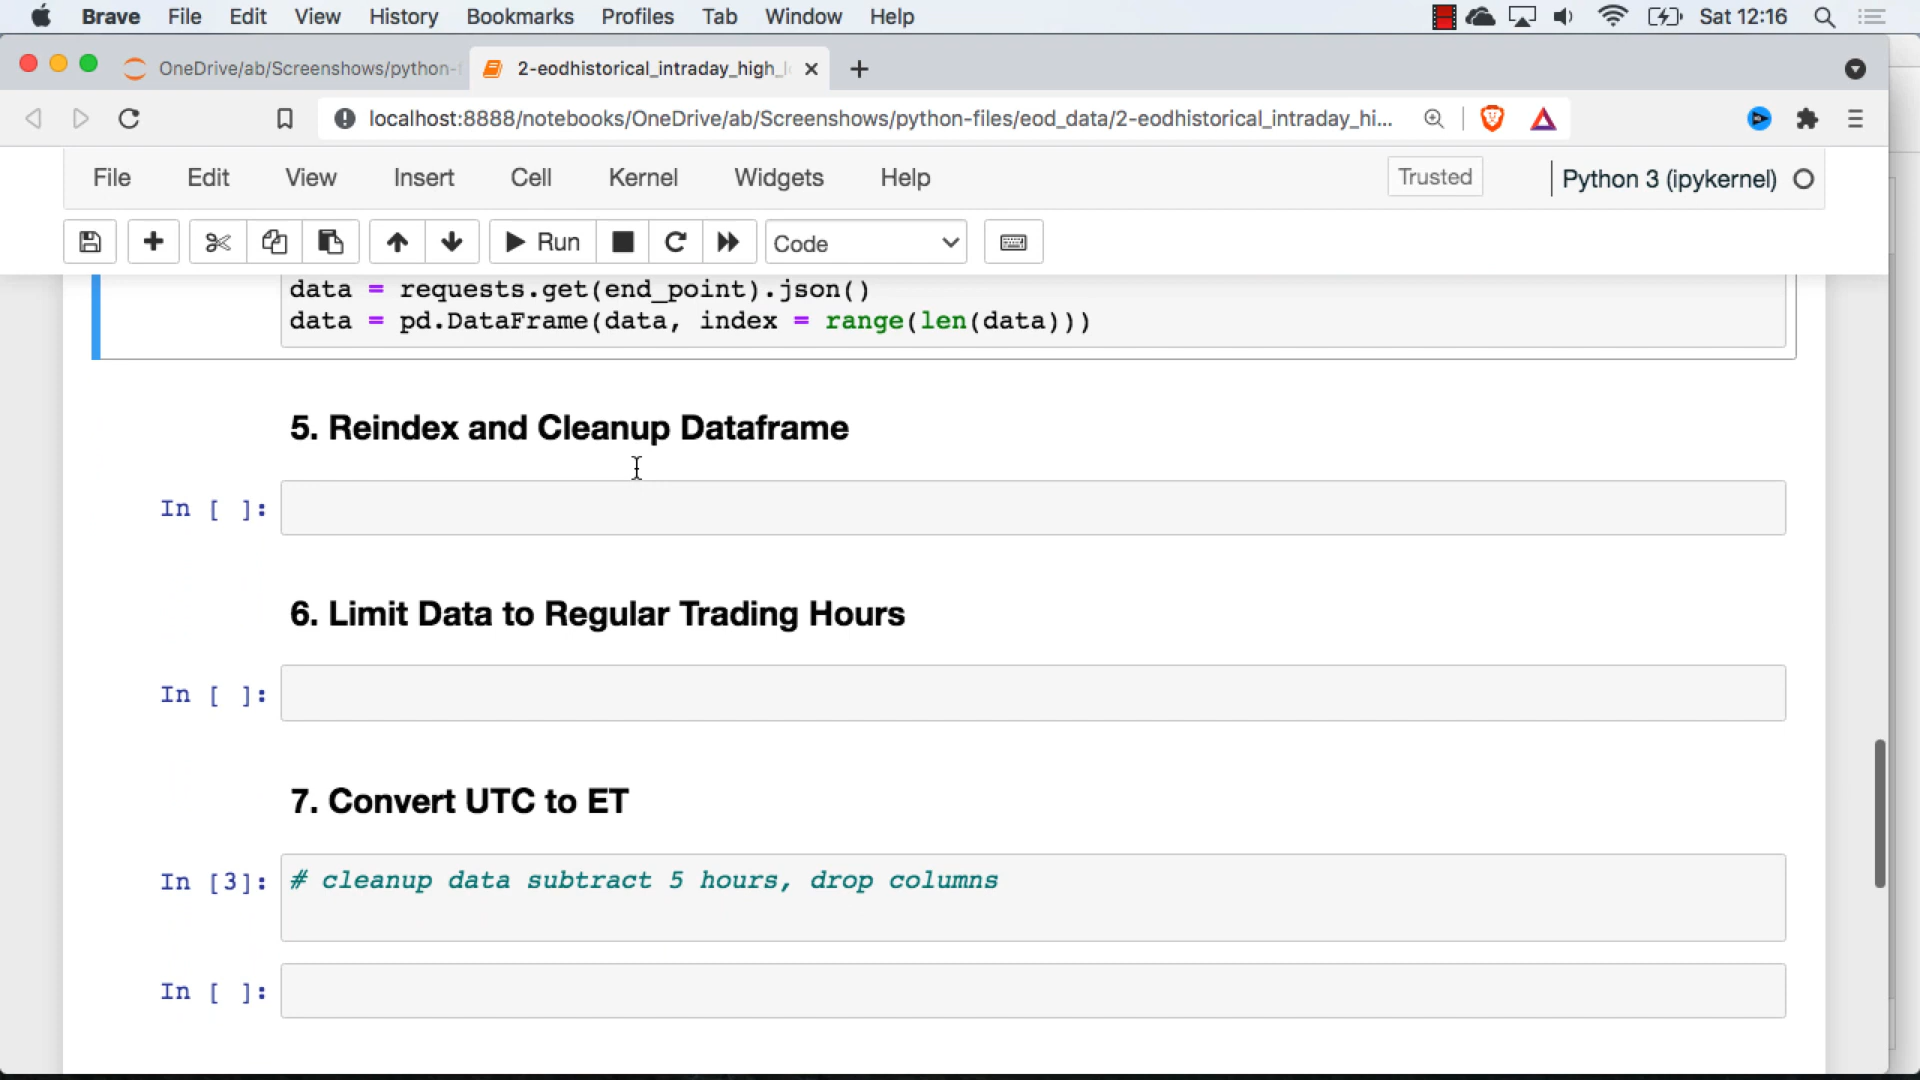 Brave File Edit View History Bookmarks Profiles Tab Window Help Sat 12:16
OneDrive/ab/Screenshows/python-f 2-eodhistorical_intraday_high_l
localhost:8888/notebooks/OneDrive/ab/Screenshows/python-files/eod_data/2-eodhistorical_intraday_hi...
File Edit View Insert Cell Kernel Widgets Help Trusted Python 3 (ipykernel)
Run Code
data = requests.get(end_point).json()
data = pd.DataFrame(data, index = range(len(data)))
5. Reindex and Cleanup Dataframe
In [ ]:
6. Limit Data to Regular Trading Hours
In [ ]:
7. Convert UTC to ET
In [3]: # cleanup data subtract 5 hours, drop columns
In [ ]: